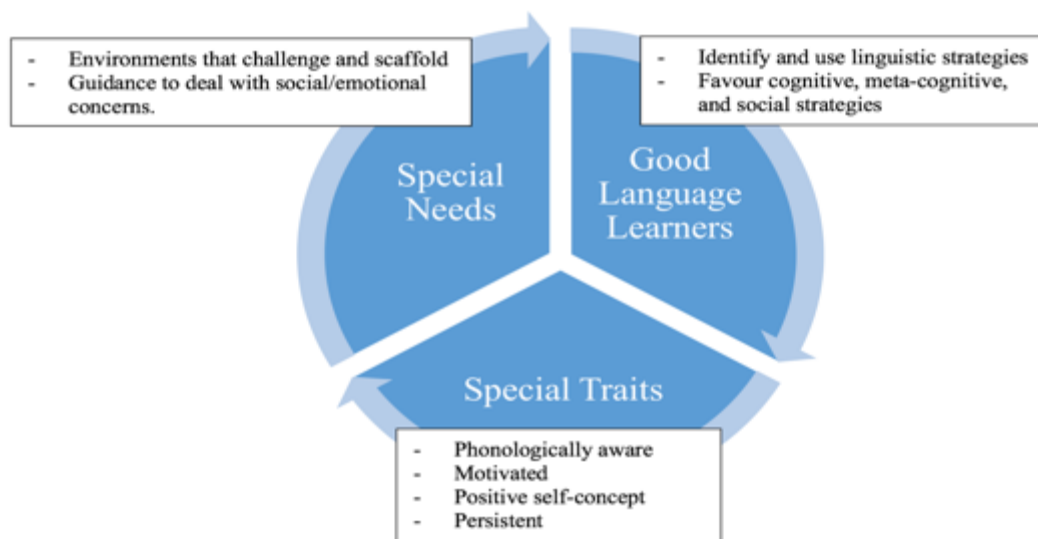 - Environments that challenge and scaffold
- Guidance to deal with social/emotional
concerns.
- Identify and use linguistic strategies
- Favour cognitive, meta-cognitive,
and social strategies
Special
Needs
Good
Language
Learners
Special Traits
- Phonologically aware
- Motivated
- Positive self-concept
- Persistent